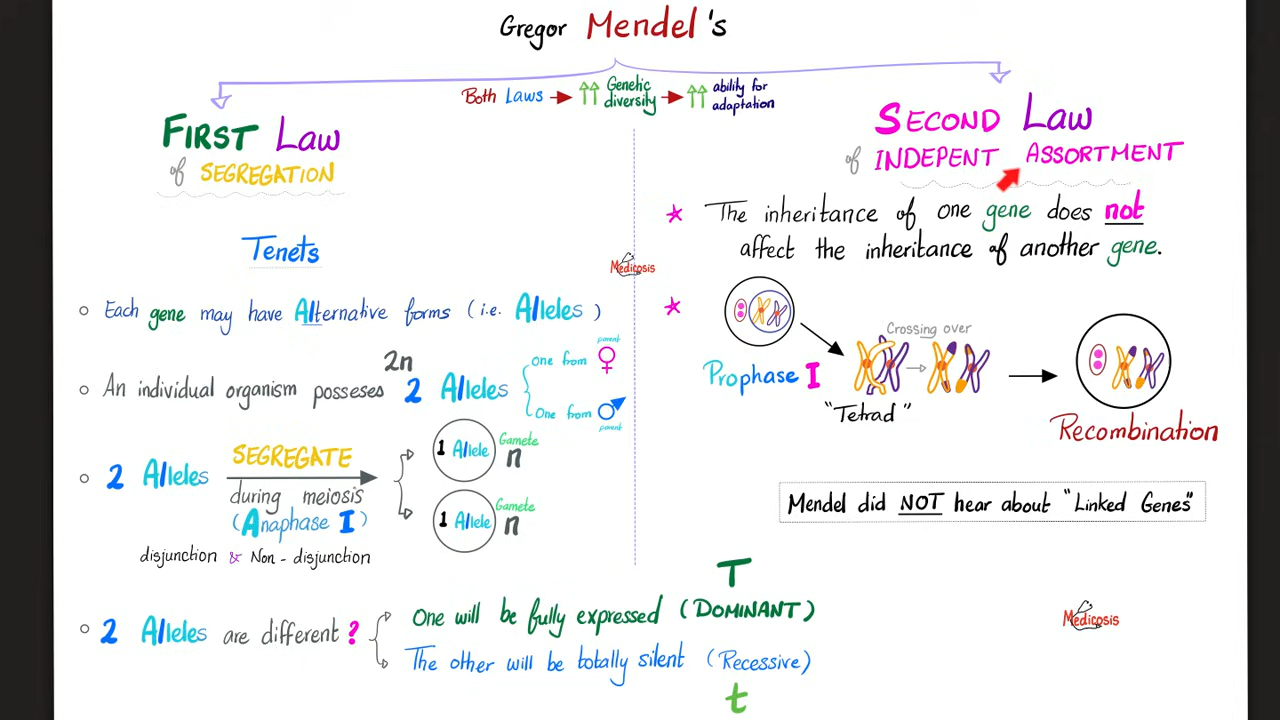 Gregor Mendel's
Both Laws → ↑↑ Genetic diversity → ↑↑ ability for adaptation
FIRST Law
of SEGREGATION
Tenets
Each gene may have Alternative forms (i.e. Alleles)
2n
An individual organism posseses 2 Alleles
parent
One from ♀
One from ♂
parent
2 Alleles
SEGREGATE
during meiosis
(Anaphase I)
disjunction & Non-disjunction
1 Allele
Gamete
n
1 Allele
Gamete
n
2 Alleles are different ?
T
One will be fully expressed (DOMINANT)
The other will be totally silent (Recessive)
t
SECOND Law
of INDEPENT ASSORTMENT
The inheritance of one gene does not
affect the inheritance of another gene.
Medicosis
Prophase I
Crossing over
"Tetrad"
Recombination
Mendel did NOT hear about "Linked Genes"
Medicosis